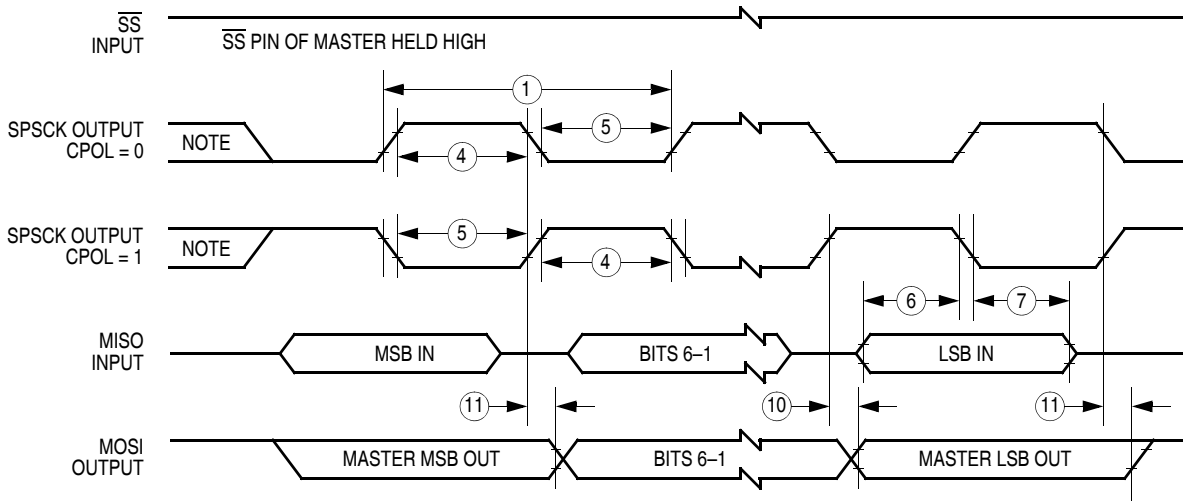 SS
INPUT
SS PIN OF MASTER HELD HIGH
1
SPSCK OUTPUT
CPOL = 0
NOTE
4
5
SPSCK OUTPUT
CPOL = 1
NOTE
5
4
6
7
MISO
INPUT
MSB IN
BITS 6–1
LSB IN
11
10
11
MOSI
OUTPUT
MASTER MSB OUT
BITS 6–1
MASTER LSB OUT